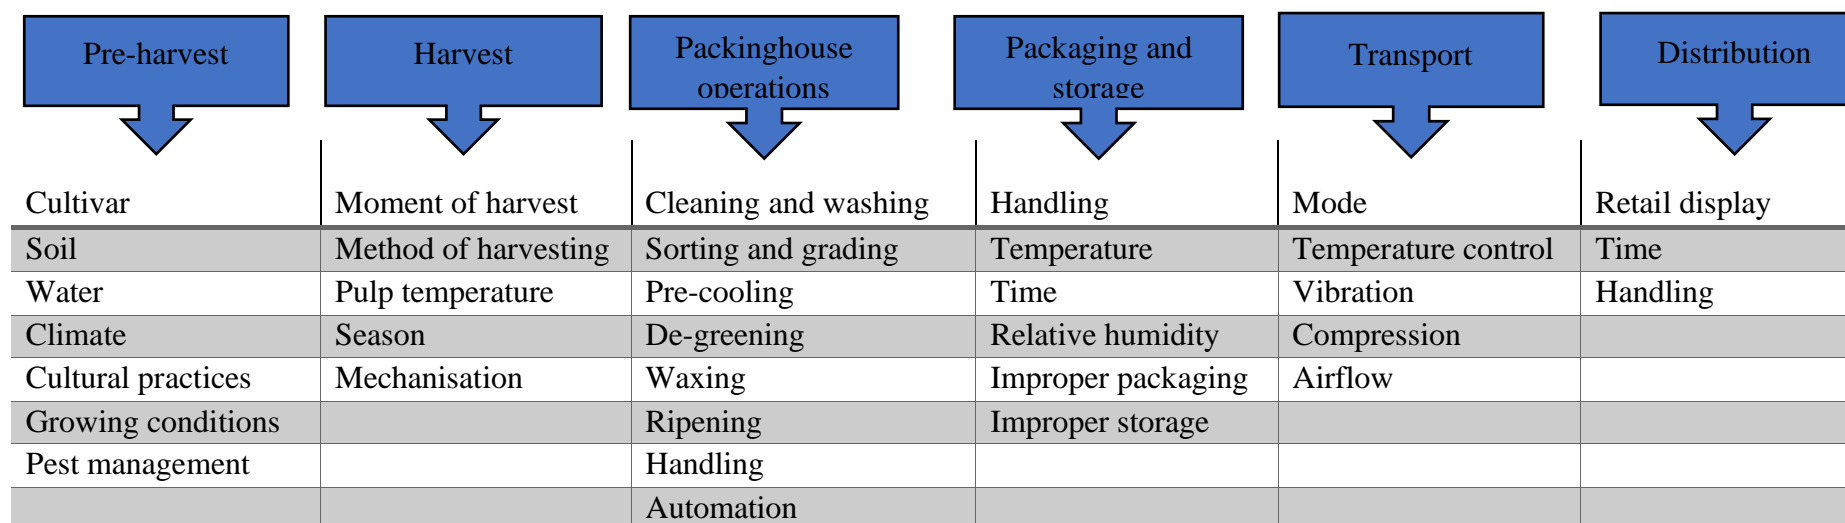 Pre-harvest
Harvest
Packinghouse
operations
Packaging and
storage
Transport
Distribution
Cultivar
Moment of harvest
Cleaning and washing
Handling
Mode
Retail display
Soil
Method of harvesting
Sorting and grading
Temperature
Temperature control
Time
Water
Pulp temperature
Pre-cooling
Time
Vibration
Handling
Climate
Season
De-greening
Relative humidity
Compression
Cultural practices
Mechanisation
Waxing
Improper packaging
Airflow
Growing conditions
Ripening
Improper storage
Pest management
Handling
Automation